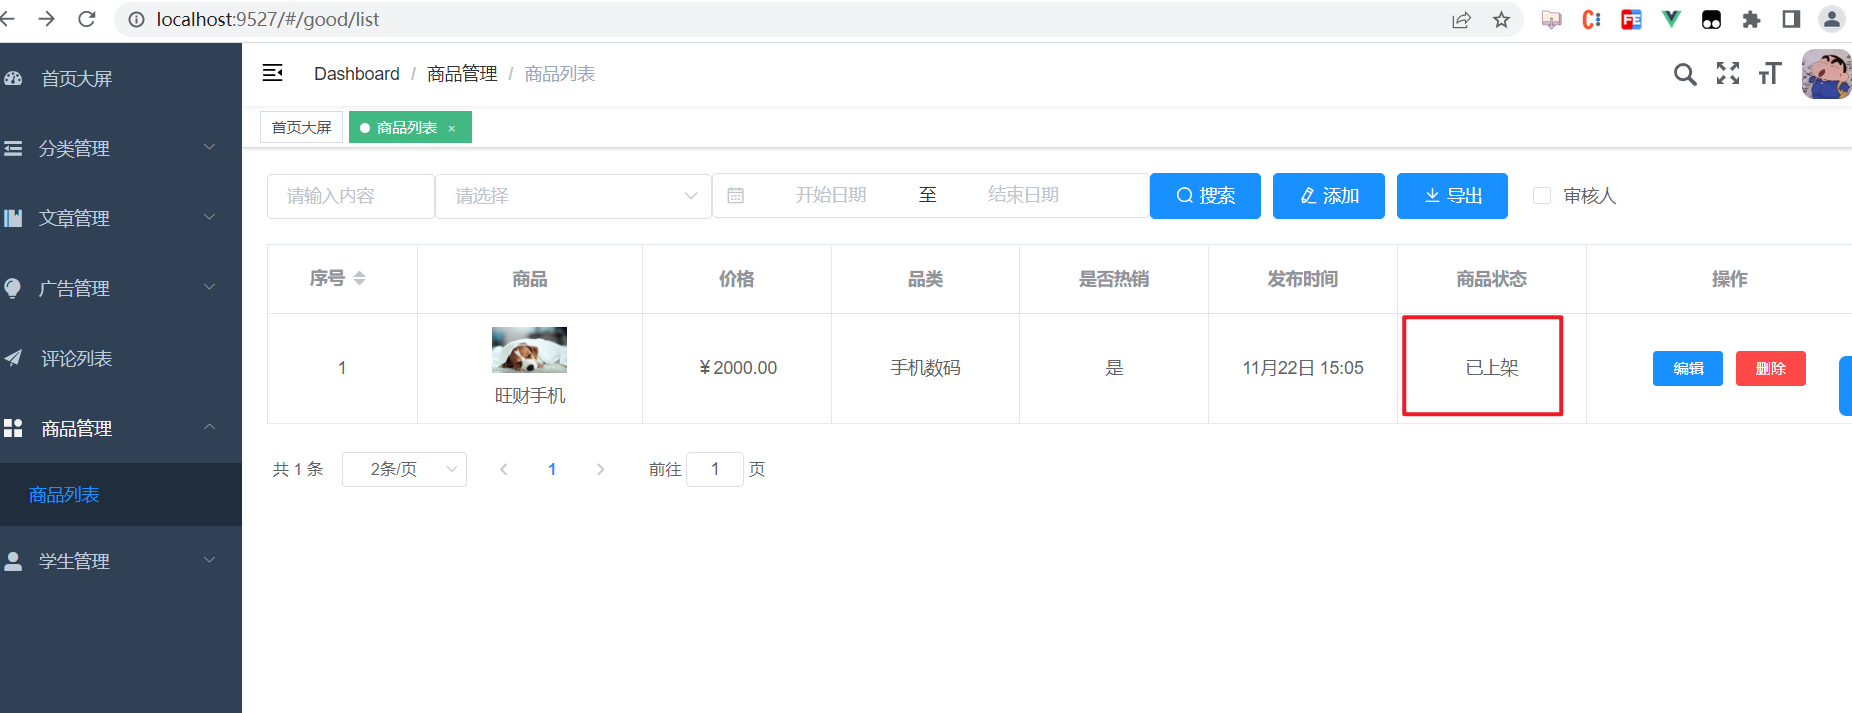 localhost:9527/#/good/list
首页大屏
分类管理
文章管理
广告管理
评论列表
商品管理
商品列表
学生管理
Dashboard / 商品管理 / 商品列表
首页大屏 商品列表 ×
请输入内容 请选择 开始日期 至 结束日期 搜索 添加 导出 审核人
序号 商品 价格 品类 是否热销 发布时间 商品状态 操作
1 旺财手机 ¥2000.00 手机数码 是 11月22日 15:05 已上架 编辑 删除
共 1 条 2条/页 1 前往 1 页